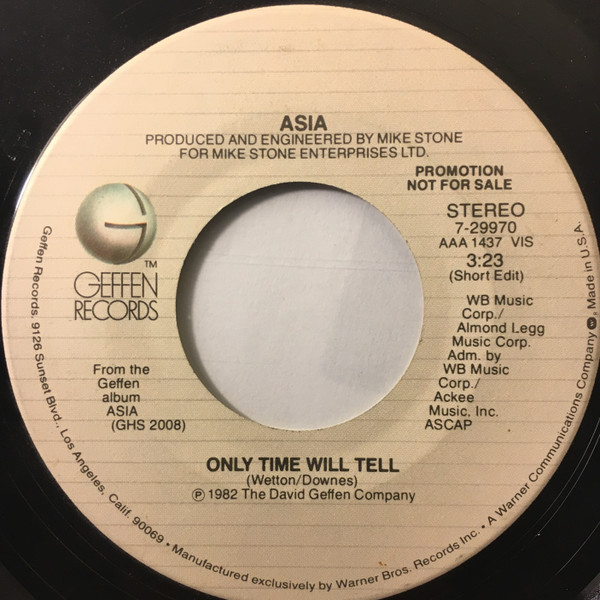 ASIA
PRODUCED AND ENGINEERED BY MIKE STONE
FOR MIKE STONE ENTERPRISES LTD.
PROMOTION
NOT FOR SALE
STEREO
7-29970
AAA 1437 VIS
3:23
(Short Edit)
G
TM
GEFFEN
RECORDS
WB Music
Corp./
Almond Legg
Music Corp.
Adm. by
WB Music
Corp./
Ackee
Music, Inc.
ASCAP
From the
Geffen
album
ASIA
(GHS 2008)
ONLY TIME WILL TELL
(Wetton/Downes)
Ⓟ 1982 The David Geffen Company
Geffen Records. 9126 Sunset Blvd., Los Angeles, Calif. 90069 • Manufactured exclusively by Warner Bros. Records Inc. • A Warner Communications Company. Made in U.S.A.